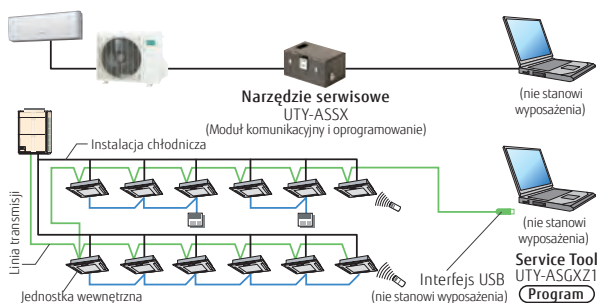 Narzędzie serwisowe
UTY-ASSX
(Moduł komunikacyjny i oprogramowanie)
(nie stanowi
wyposażenia)
Instalacja chłodnicza
Linia transmisji
Jednostka wewnętrzna
Interfejs USB
(nie stanowi wyposażenia)
(nie stanowi
wyposażenia)
Service Tool
UTY-ASGXZ1
Program